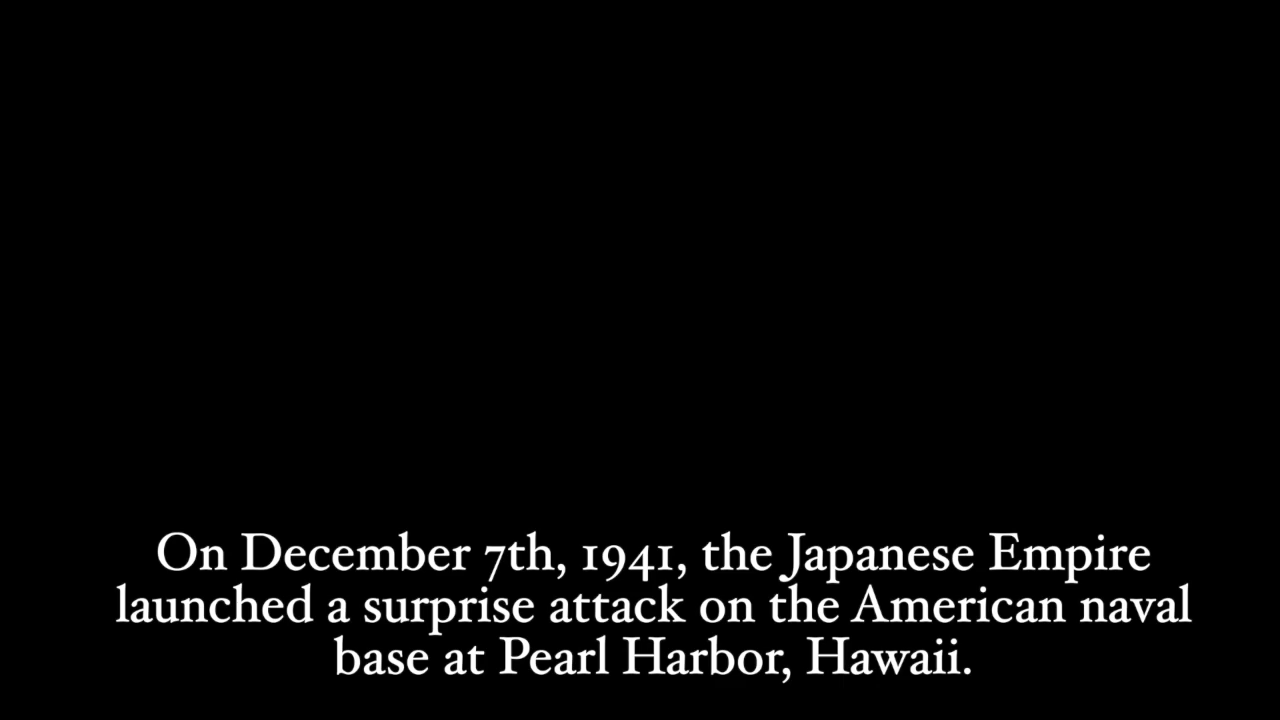 On December 7th, 1941, the Japanese Empire
launched a surprise attack on the American naval
base at Pearl Harbor, Hawaii.